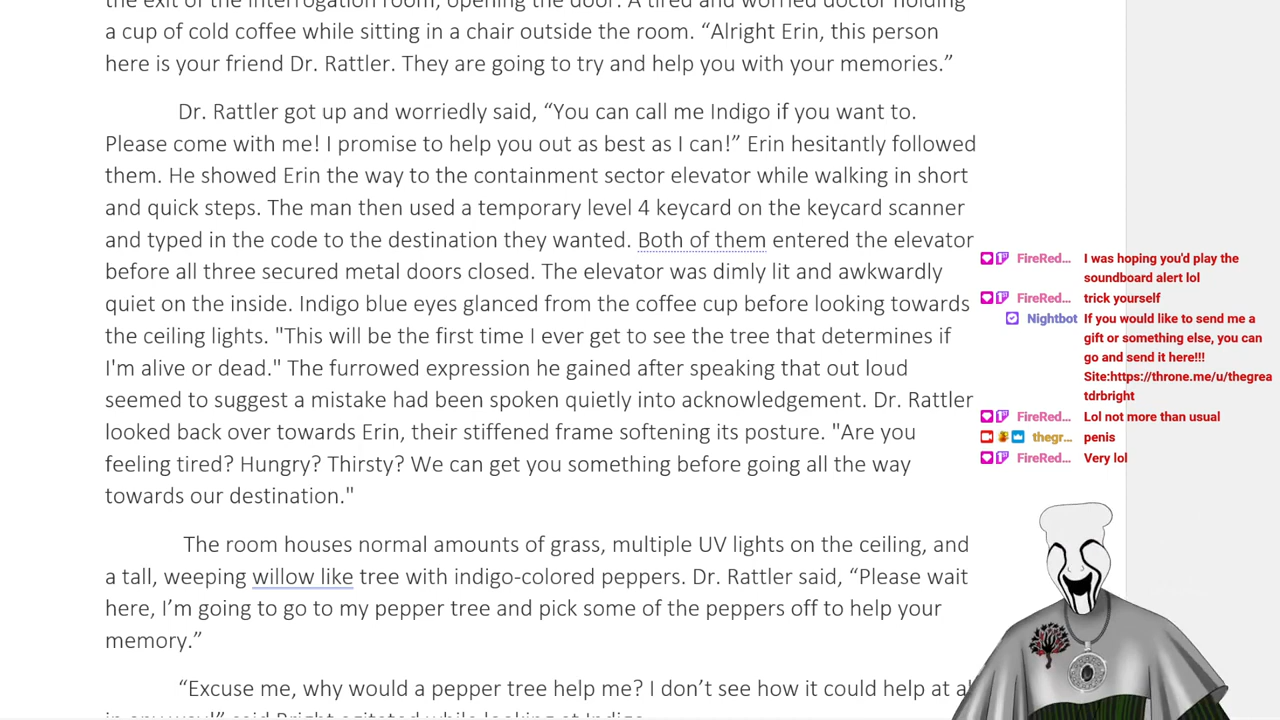 the exit of the interrogation room, opening the door. A tired and worried doctor holding
a cup of cold coffee while sitting in a chair outside the room. “Alright Erin, this person
here is your friend Dr. Rattler. They are going to try and help you with your memories.”
Dr. Rattler got up and worriedly said, “You can call me Indigo if you want to.
Please come with me! I promise to help you out as best as I can!” Erin hesitantly followed
them. He showed Erin the way to the containment sector elevator while walking in short
and quick steps. The man then used a temporary level 4 keycard on the keycard scanner
and typed in the code to the destination they wanted. Both of them entered the elevator
before all three secured metal doors closed. The elevator was dimly lit and awkwardly
quiet on the inside. Indigo blue eyes glanced from the coffee cup before looking towards
the ceiling lights. "This will be the first time I ever get to see the tree that determines if
I'm alive or dead." The furrowed expression he gained after speaking that out loud
seemed to suggest a mistake had been spoken quietly into acknowledgement. Dr. Rattler
looked back over towards Erin, their stiffened frame softening its posture. "Are you
feeling tired? Hungry? Thirsty? We can get you something before going all the way
towards our destination."
The room houses normal amounts of grass, multiple UV lights on the ceiling, and
a tall, weeping willow like tree with indigo-colored peppers. Dr. Rattler said, “Please wait
here, I’m going to go to my pepper tree and pick some of the peppers off to help your
memory.”
“Excuse me, why would a pepper tree help me? I don’t see how it could help at
FireRed... I was hoping you'd play the
soundboard alert lol
FireRed... trick yourself
Nightbot If you would like to send me a
gift or something else, you can
go and send it here!!!
Site:https://throne.me/u/thegrea
tdrbright
FireRed... Lol not more than usual
thegr... penis
FireRed... Very lol